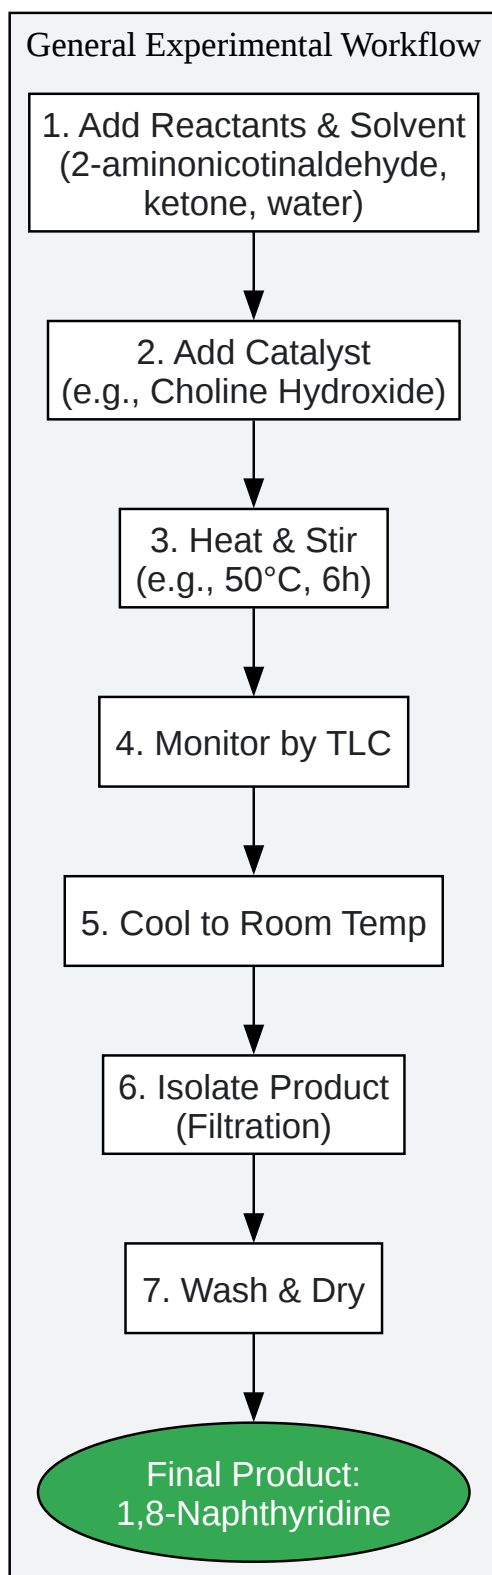 General Experimental Workflow
1. Add Reactants & Solvent
(2-aminonicotinaldehyde,
ketone, water)
2. Add Catalyst
(e.g., Choline Hydroxide)
3. Heat & Stir
(e.g., 50°C, 6h)
4. Monitor by TLC
5. Cool to Room Temp
6. Isolate Product
(Filtration)
7. Wash & Dry
Final Product:
1,8-Naphthyridine